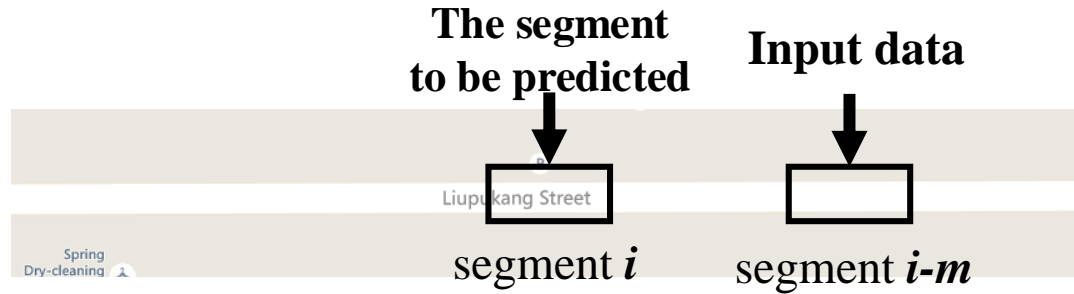 The segment
to be predicted
Input data
P
Liupukang Street
Spring
Dry-cleaning
segment i
segment i-m